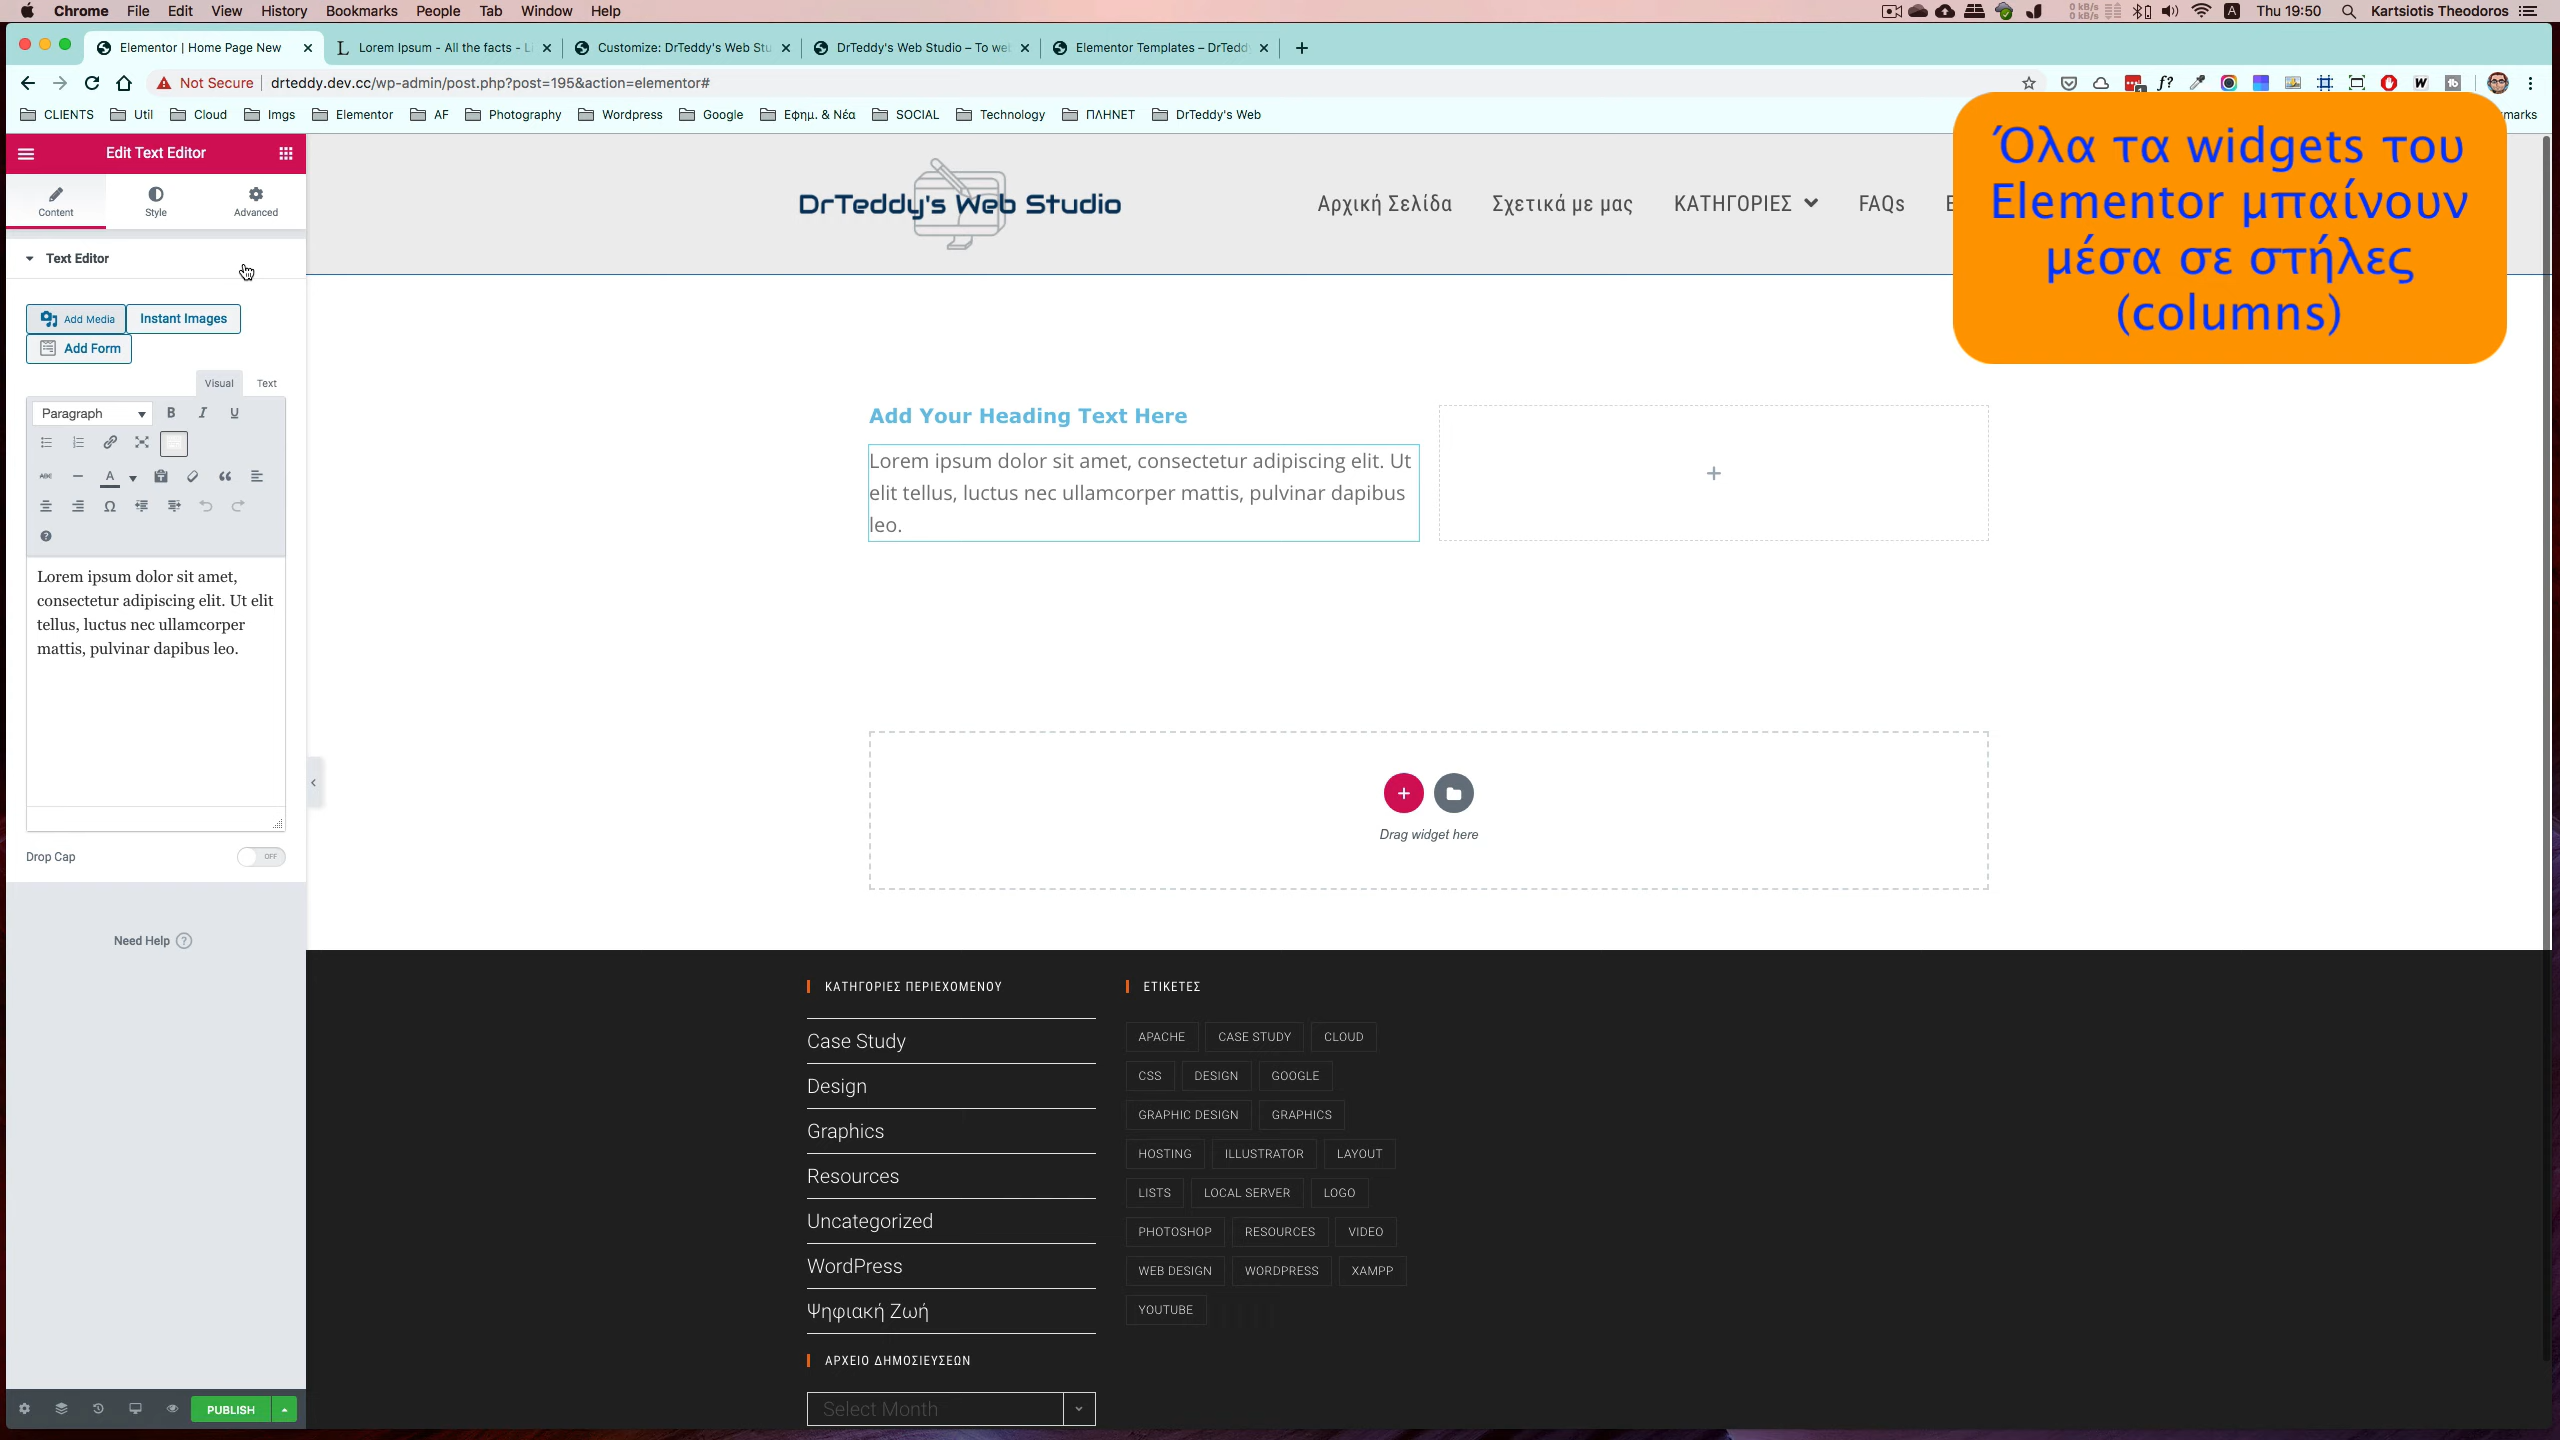 Chrome File Edit View History Bookmarks People Tab Window Help
0 kB/s
0 kB/s
A Thu 19:50 Kartsiotis Theodoros
Elementor | Home Page New
Lorem Ipsum - All the facts - L
Customize: DrTeddy's Web Stu
DrTeddy's Web Studio – To we
Elementor Templates – DrTedd
Not Secure drteddy.dev.cc/wp-admin/post.php?post=195&action=elementor#
CLIENTS Util Cloud Imgs Elementor AF Photography Wordpress Google Εφημ. & Νέα SOCIAL Technology ΠΛΗΝΕΤ DrTeddy's Web
marks
Όλα τα widgets του
Elementor μπαίνουν
μέσα σε στήλες
(columns)
Edit Text Editor
Content Style Advanced
Text Editor
Add Media Instant Images
Add Form
Visual Text
Paragraph B I U
ABC A
Lorem ipsum dolor sit amet,
consectetur adipiscing elit. Ut elit
tellus, luctus nec ullamcorper
mattis, pulvinar dapibus leo.
Drop Cap OFF
Need Help ?
PUBLISH
DrTeddy's Web Studio
Αρχική Σελίδα Σχετικά με μας ΚΑΤΗΓΟΡΙΕΣ FAQs
Add Your Heading Text Here
Lorem ipsum dolor sit amet, consectetur adipiscing elit. Ut
elit tellus, luctus nec ullamcorper mattis, pulvinar dapibus
leo.
Drag widget here
ΚΑΤΗΓΟΡΙΕΣ ΠΕΡΙΕΧΟΜΕΝΟΥ
Case Study
Design
Graphics
Resources
Uncategorized
WordPress
Ψηφιακή Ζωή
ΑΡΧΕΙΟ ΔΗΜΟΣΙΕΥΣΕΩΝ
Select Month
ΕΤΙΚΕΤΕΣ
APACHE CASE STUDY CLOUD
CSS DESIGN GOOGLE
GRAPHIC DESIGN GRAPHICS
HOSTING ILLUSTRATOR LAYOUT
LISTS LOCAL SERVER LOGO
PHOTOSHOP RESOURCES VIDEO
WEB DESIGN WORDPRESS XAMPP
YOUTUBE